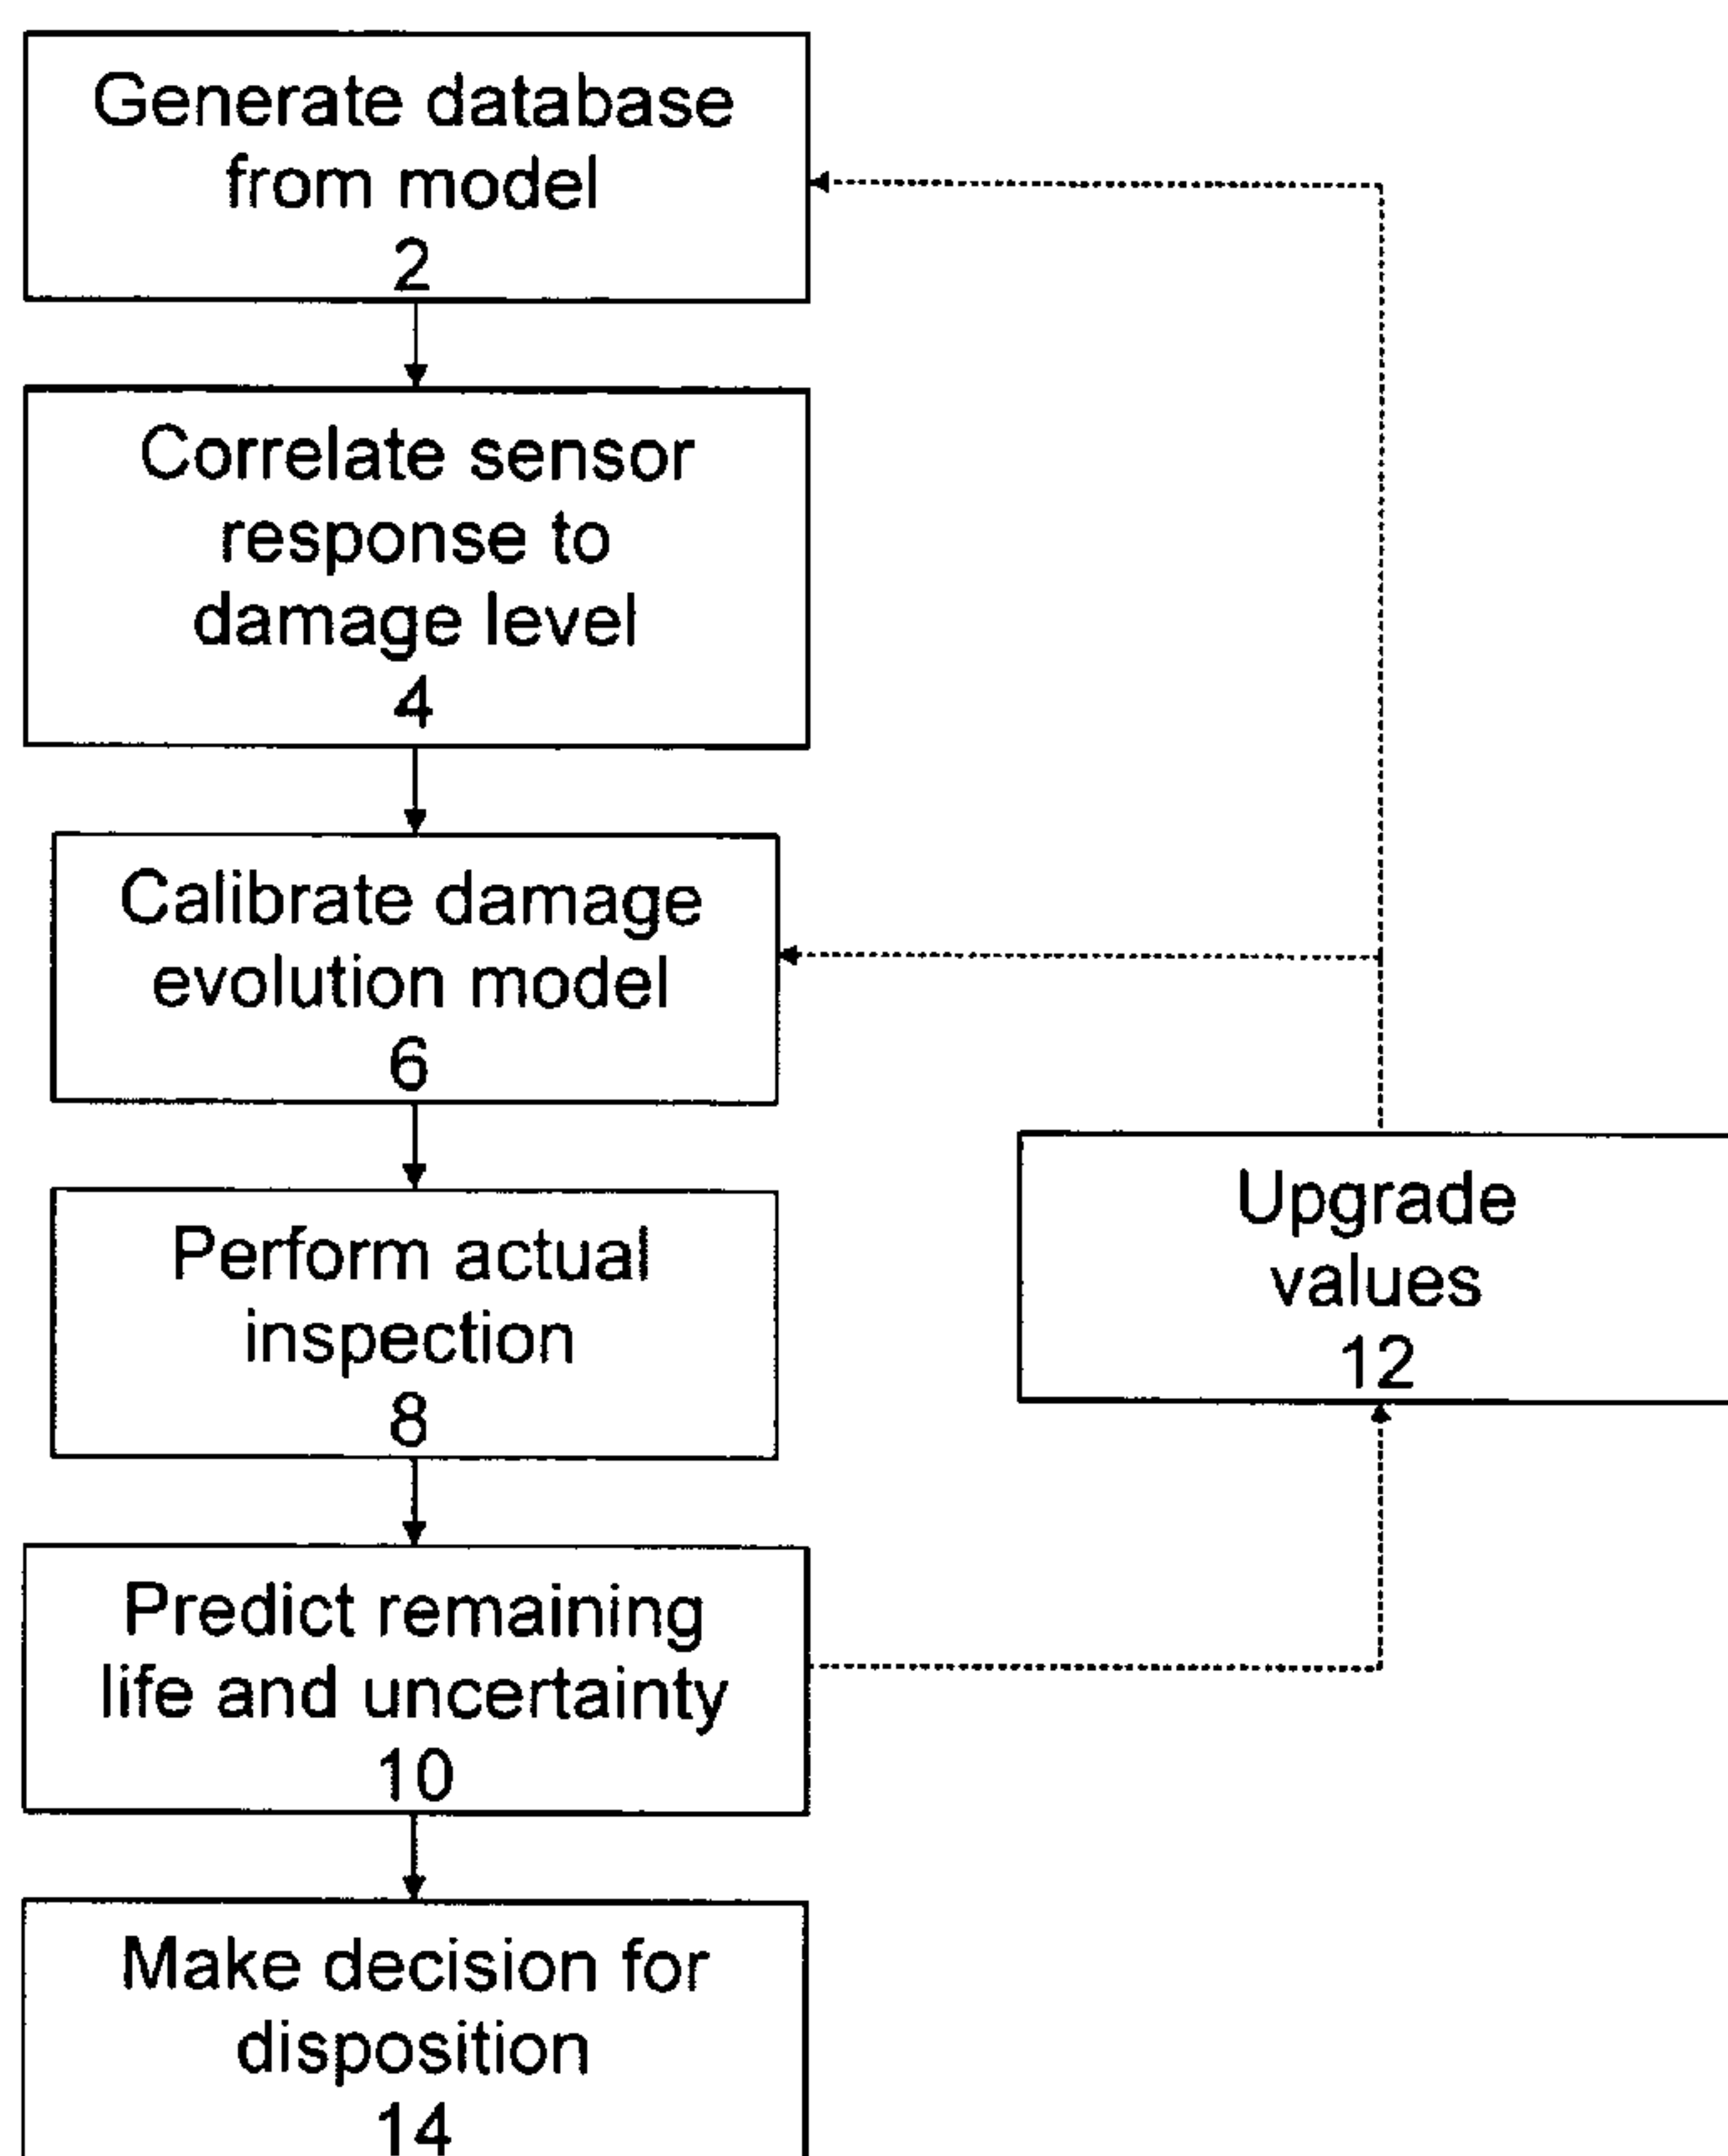 Generate database
from model
2
Correlate sensor
response to
damage level
4
Calibrate damage
evolution model
6
Perform actual
inspection
8
Upgrade
values
12
Predict remaining
life and uncertainty
10
Make decision for
disposition
14